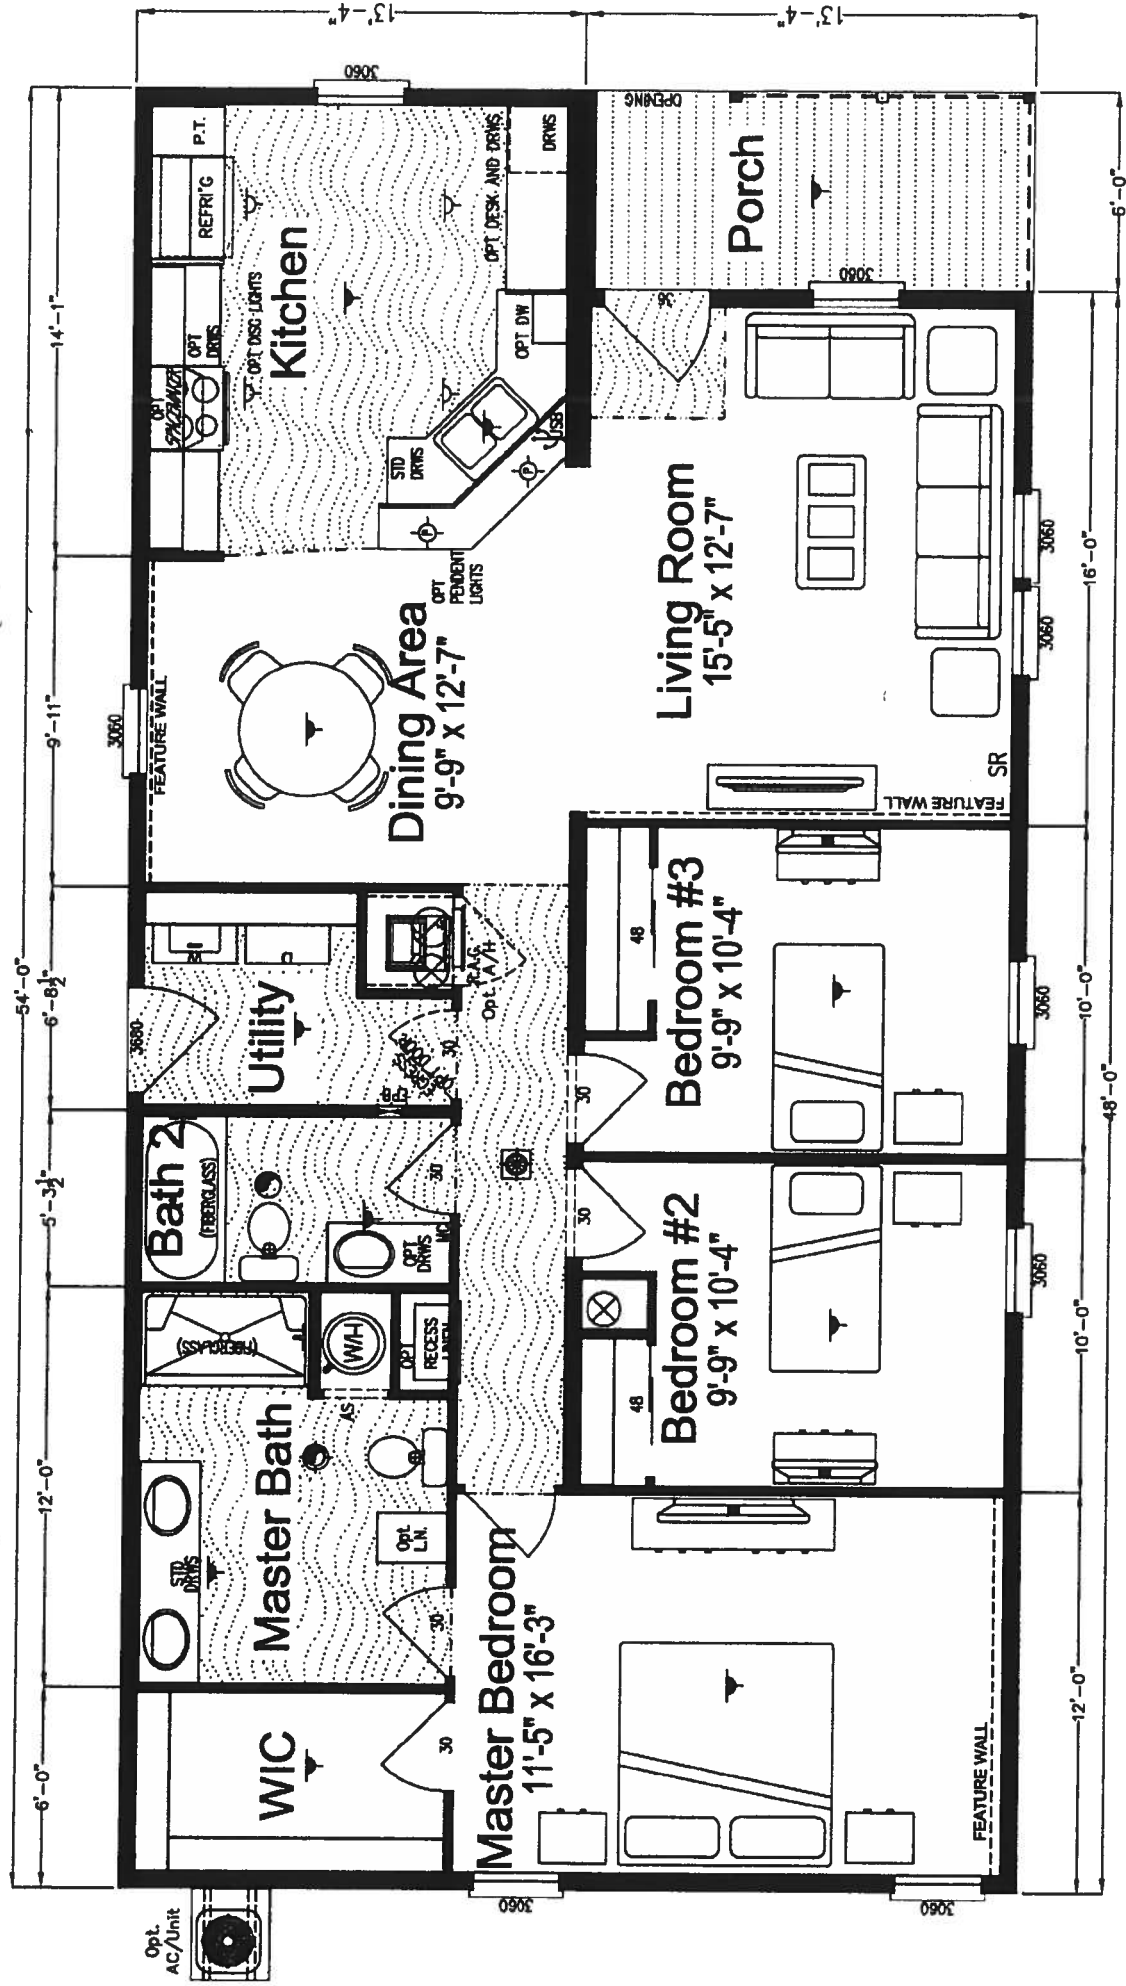 54'-0"
6'-0"
12'-0"
5'-3½"
6'-8½"
9'-11"
14'-1"
13'-4"
13'-4"
Opt.
AC/Unit
WIC
30
STD
DRWS
Master Bath
30
Opt.
L.N.
(FIBERGLASS)
AS
W/H
OPT
RECESS
LINEN
Bath 2
(FIBERGLASS)
OPT
DRWS
MC
30
3680
Utility
W
D
30
R.A.G.
Opt. A/H
3060
FEATURE WALL
Dining Area
9'-9" X 12'-7"
OPT
PENDENT
LIGHTS
P
P
USB
OPT
OPT
DRWS
REFRI'G
P.T.
OPT DISC LIGHTS
Kitchen
3060
STD
DRWS
OPT DW
OPT DESK AND DRWS
DRWS
Master Bedroom
11'-5" x 16'-3"
FEATURE WALL
3060
3060
30
48
Bedroom #2
9'-9" x 10'-4"
3060
30
48
Bedroom #3
9'-9" x 10'-4"
3060
Living Room
15'-5" x 12'-7"
FEATURE WALL
SR
3060
3060
36
3060
Porch
OPENING
12'-0"
10'-0"
10'-0"
16'-0"
6'-0"
48'-0"